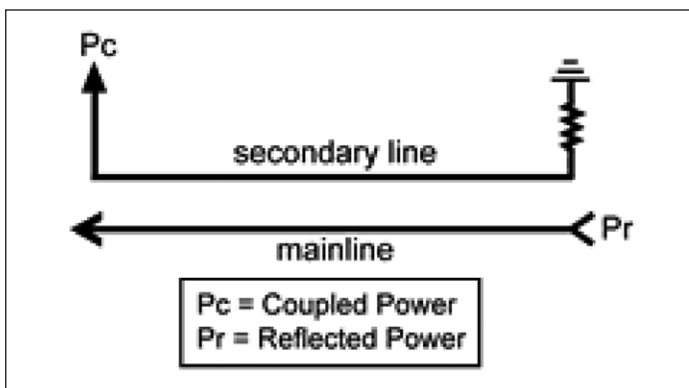 Pc
secondary line
Pr
mainline
Pc = Coupled Power
Pr = Reflected Power